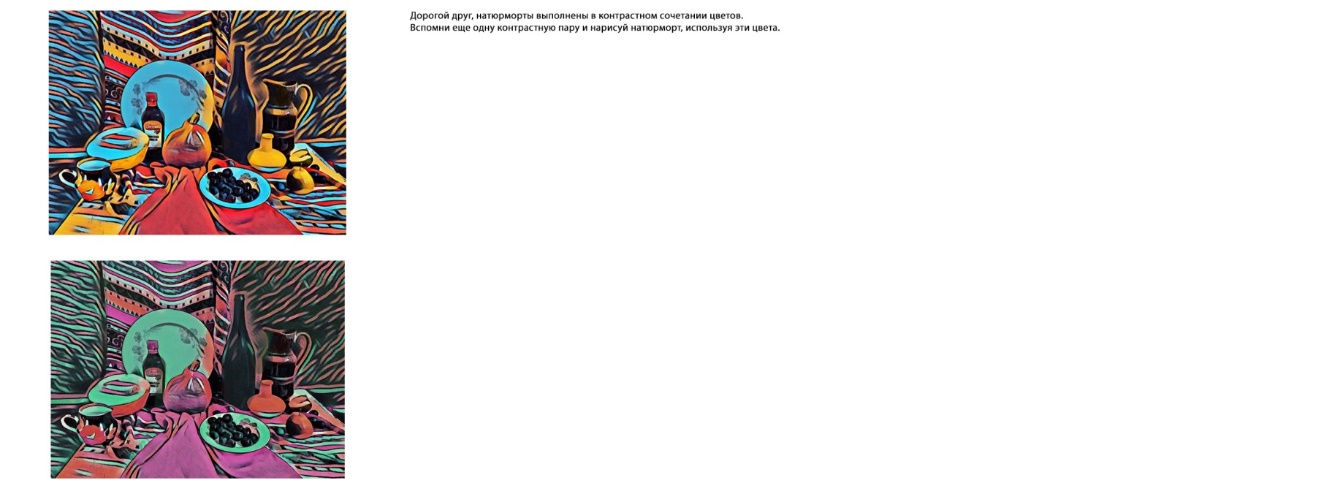 Дорогой друг, натюрморты выполнены в контрастном сочетании цветов.
Вспомни еще одну контрастную пару и нарисуй натюрморт, используя эти цвета.